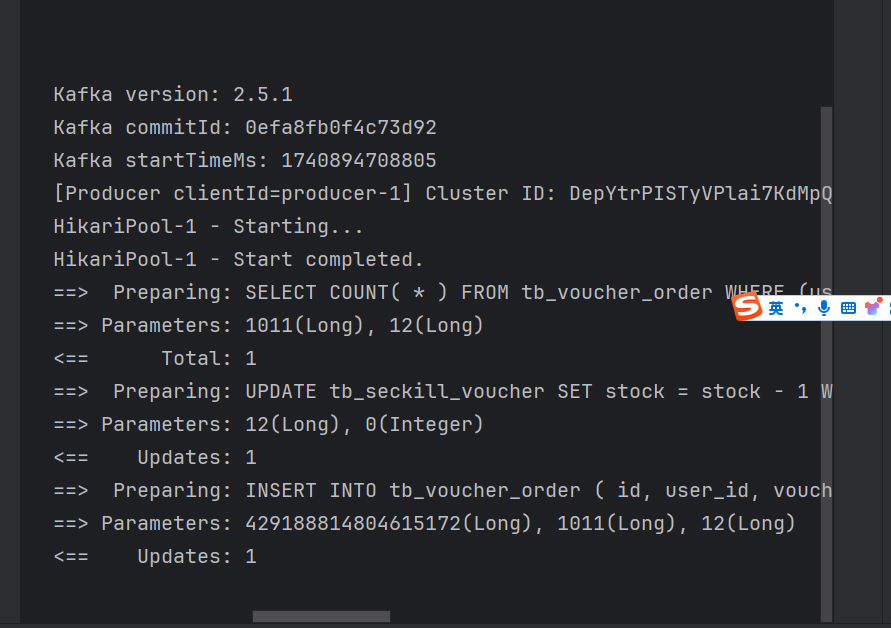 Kafka version: 2.5.1
Kafka commitId: 0efa8fb0f4c73d92
Kafka startTimeMs: 1740894708805
[Producer clientId=producer-1] Cluster ID: DepYtrPISTyVPlai7KdMpQ
HikariPool-1 - Starting...
HikariPool-1 - Start completed.
==>  Preparing: SELECT COUNT( * ) FROM tb_voucher_order WHERE (us
==> Parameters: 1011(Long), 12(Long)
<==      Total: 1
==>  Preparing: UPDATE tb_seckill_voucher SET stock = stock - 1 W
==> Parameters: 12(Long), 0(Integer)
<==    Updates: 1
==>  Preparing: INSERT INTO tb_voucher_order ( id, user_id, vouch
==> Parameters: 429188814804615172(Long), 1011(Long), 12(Long)
<==    Updates: 1
S 英